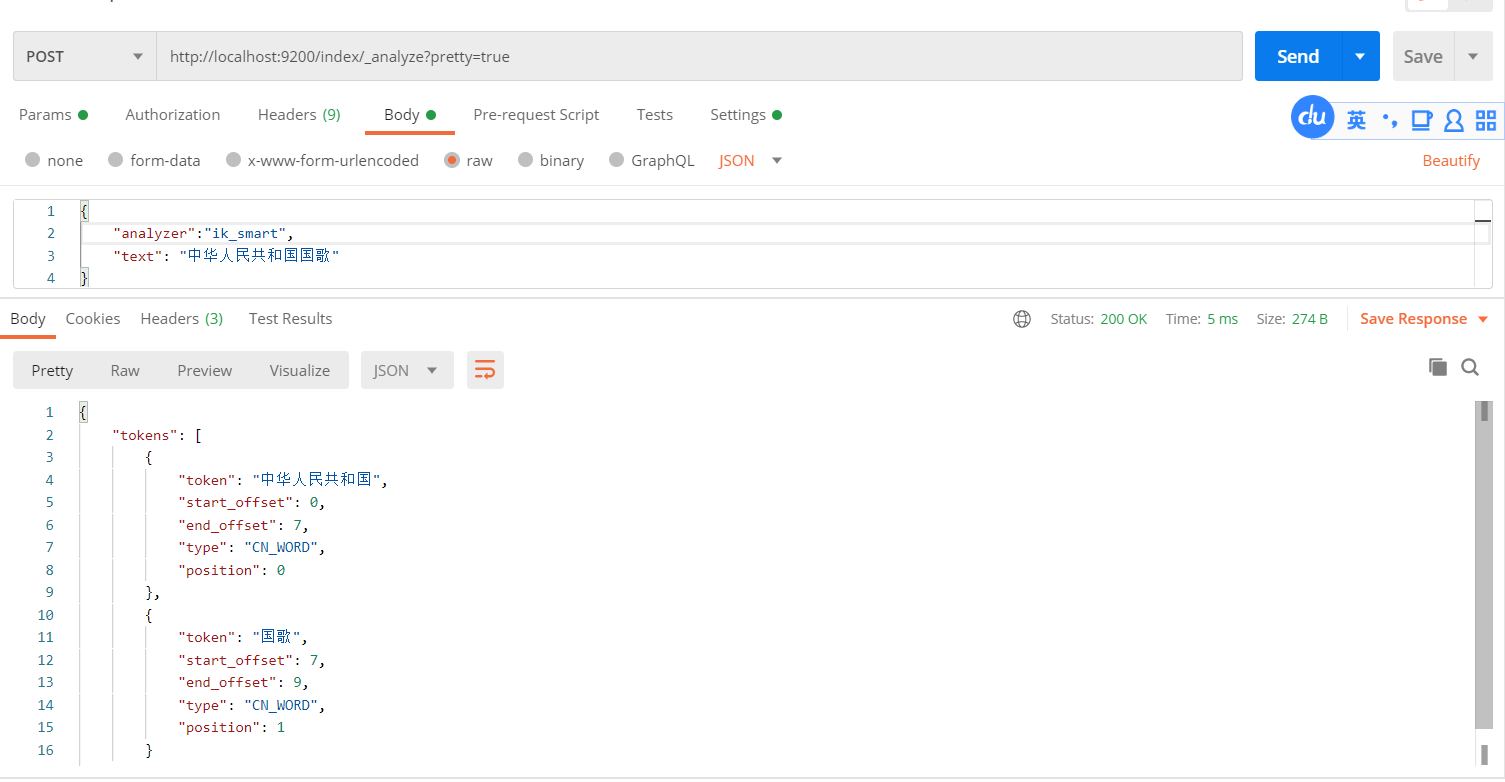 POST http://localhost:9200/index/_analyze?pretty=true Send Save
Params Authorization Headers (9) Body Pre-request Script Tests Settings
du 英
none form-data x-www-form-urlencoded raw binary GraphQL JSON Beautify
1 {
2 "analyzer":"ik_smart",
3 "text": "中华人民共和国国歌"
4 }
Body Cookies Headers (3) Test Results Status: 200 OK Time: 5 ms Size: 274 B Save Response
Pretty Raw Preview Visualize JSON
1 {
2 "tokens": [
3 {
4 "token": "中华人民共和国",
5 "start_offset": 0,
6 "end_offset": 7,
7 "type": "CN_WORD",
8 "position": 0
9 },
10 {
11 "token": "国歌",
12 "start_offset": 7,
13 "end_offset": 9,
14 "type": "CN_WORD",
15 "position": 1
16 }